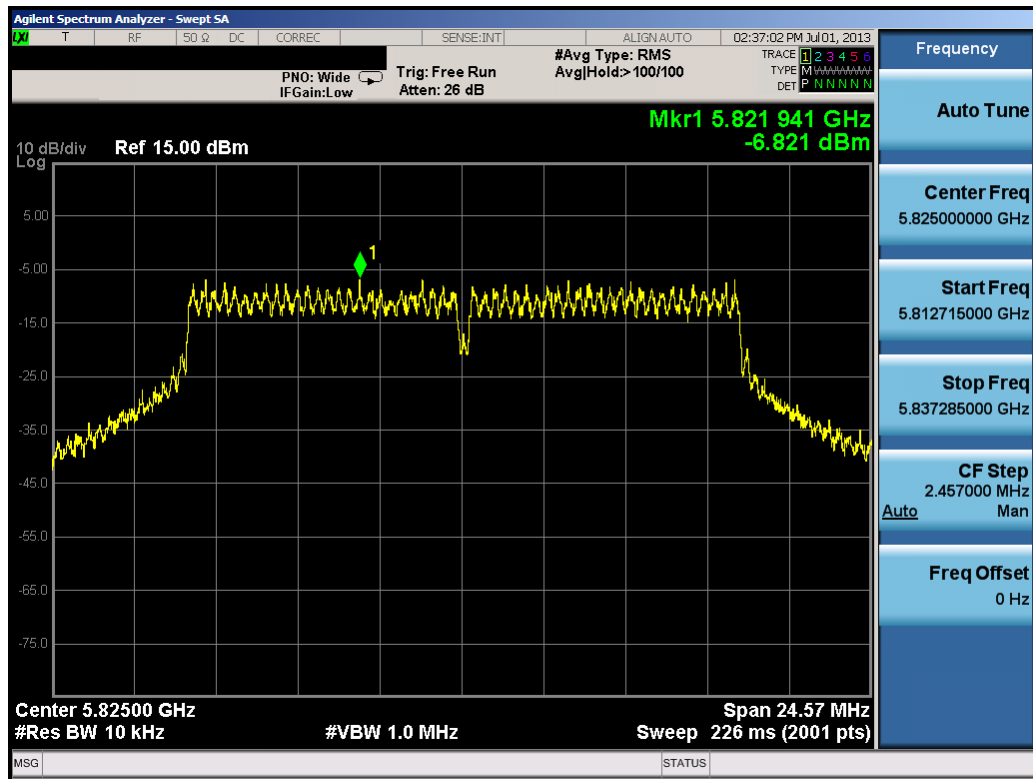 Agilent Spectrum Analyzer - Swept SA
LXI T RF 50 Ω DC CORREC SENSE:INT ALIGNAUTO 02:37:02 PM Jul 01, 2013
#Avg Type: RMS TRACE 1 2 3 4 5 6
PNO: Wide Trig: Free Run Avg|Hold:>100/100 TYPE M WWWWW
IFGain:Low Atten: 26 dB DET P N N N N N
Mkr1 5.821 941 GHz
-6.821 dBm
10 dB/div Ref 15.00 dBm
Log
5.00
1
-5.00
-15.0
-25.0
-35.0
-45.0
-55.0
-65.0
-75.0
Center 5.82500 GHz Span 24.57 MHz
#Res BW 10 kHz #VBW 1.0 MHz Sweep 226 ms (2001 pts)
MSG STATUS
Frequency
Auto Tune
Center Freq
5.825000000 GHz
Start Freq
5.812715000 GHz
Stop Freq
5.837285000 GHz
CF Step
2.457000 MHz
Auto Man
Freq Offset
0 Hz